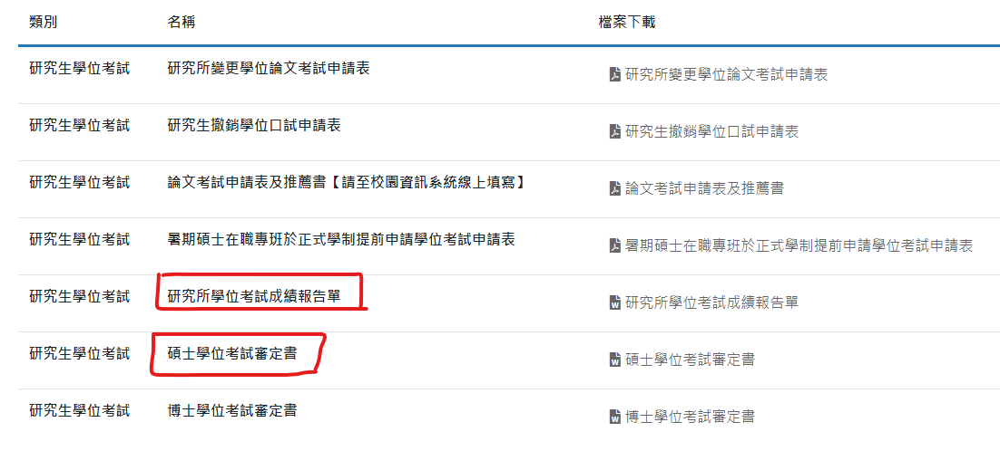 類別 名稱 檔案下載
研究生學位考試 研究所變更學位論文考試申請表 研究所變更學位論文考試申請表
研究生學位考試 研究生撤銷學位口試申請表 研究生撤銷學位口試申請表
研究生學位考試 論文考試申請表及推薦書【請至校園資訊系統線上填寫】 論文考試申請表及推薦書
研究生學位考試 暑期碩士在職專班於正式學制提前申請學位考試申請表 暑期碩士在職專班於正式學制提前申請學位考試申請表
研究生學位考試 研究所學位考試成績報告單 研究所學位考試成績報告單
研究生學位考試 碩士學位考試審定書 碩士學位考試審定書
研究生學位考試 博士學位考試審定書 博士學位考試審定書